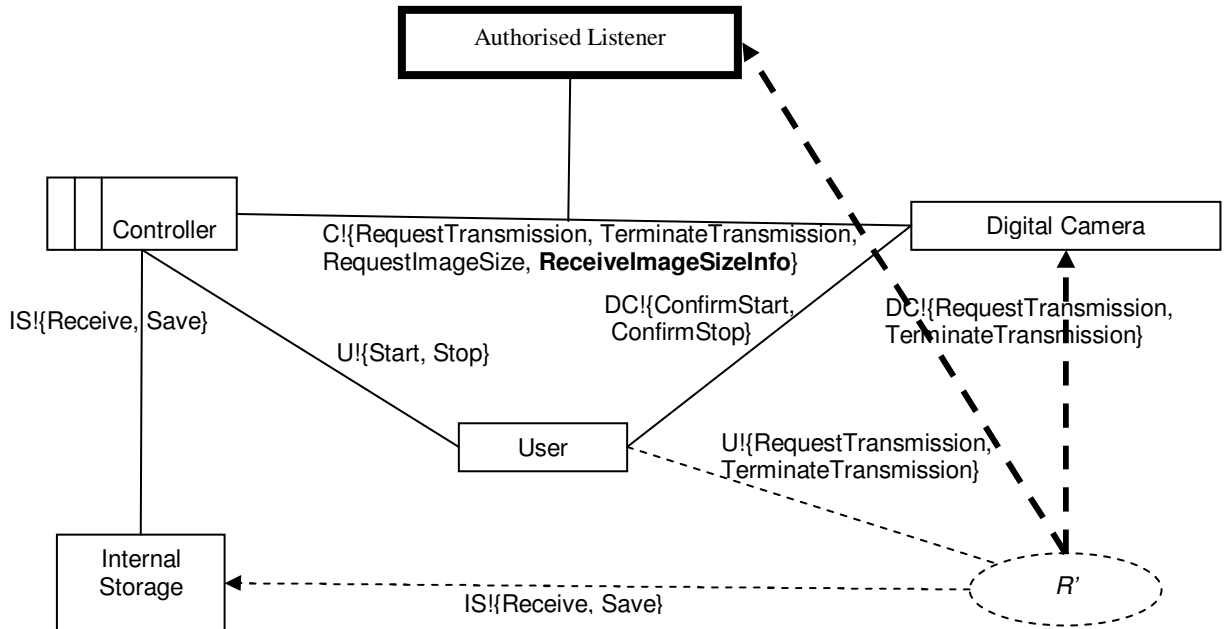 Authorised Listener
Controller
Digital Camera
C!{RequestTransmission, TerminateTransmission,
RequestImageSize, ReceiveImageSizeInfo}
IS!{Receive, Save}
U!{Start, Stop}
DC!{ConfirmStart,
ConfirmStop}
DC!{RequestTransmission,
TerminateTransmission}
User
U!{RequestTransmission,
TerminateTransmission}
Internal
Storage
IS!{Receive, Save}
R'